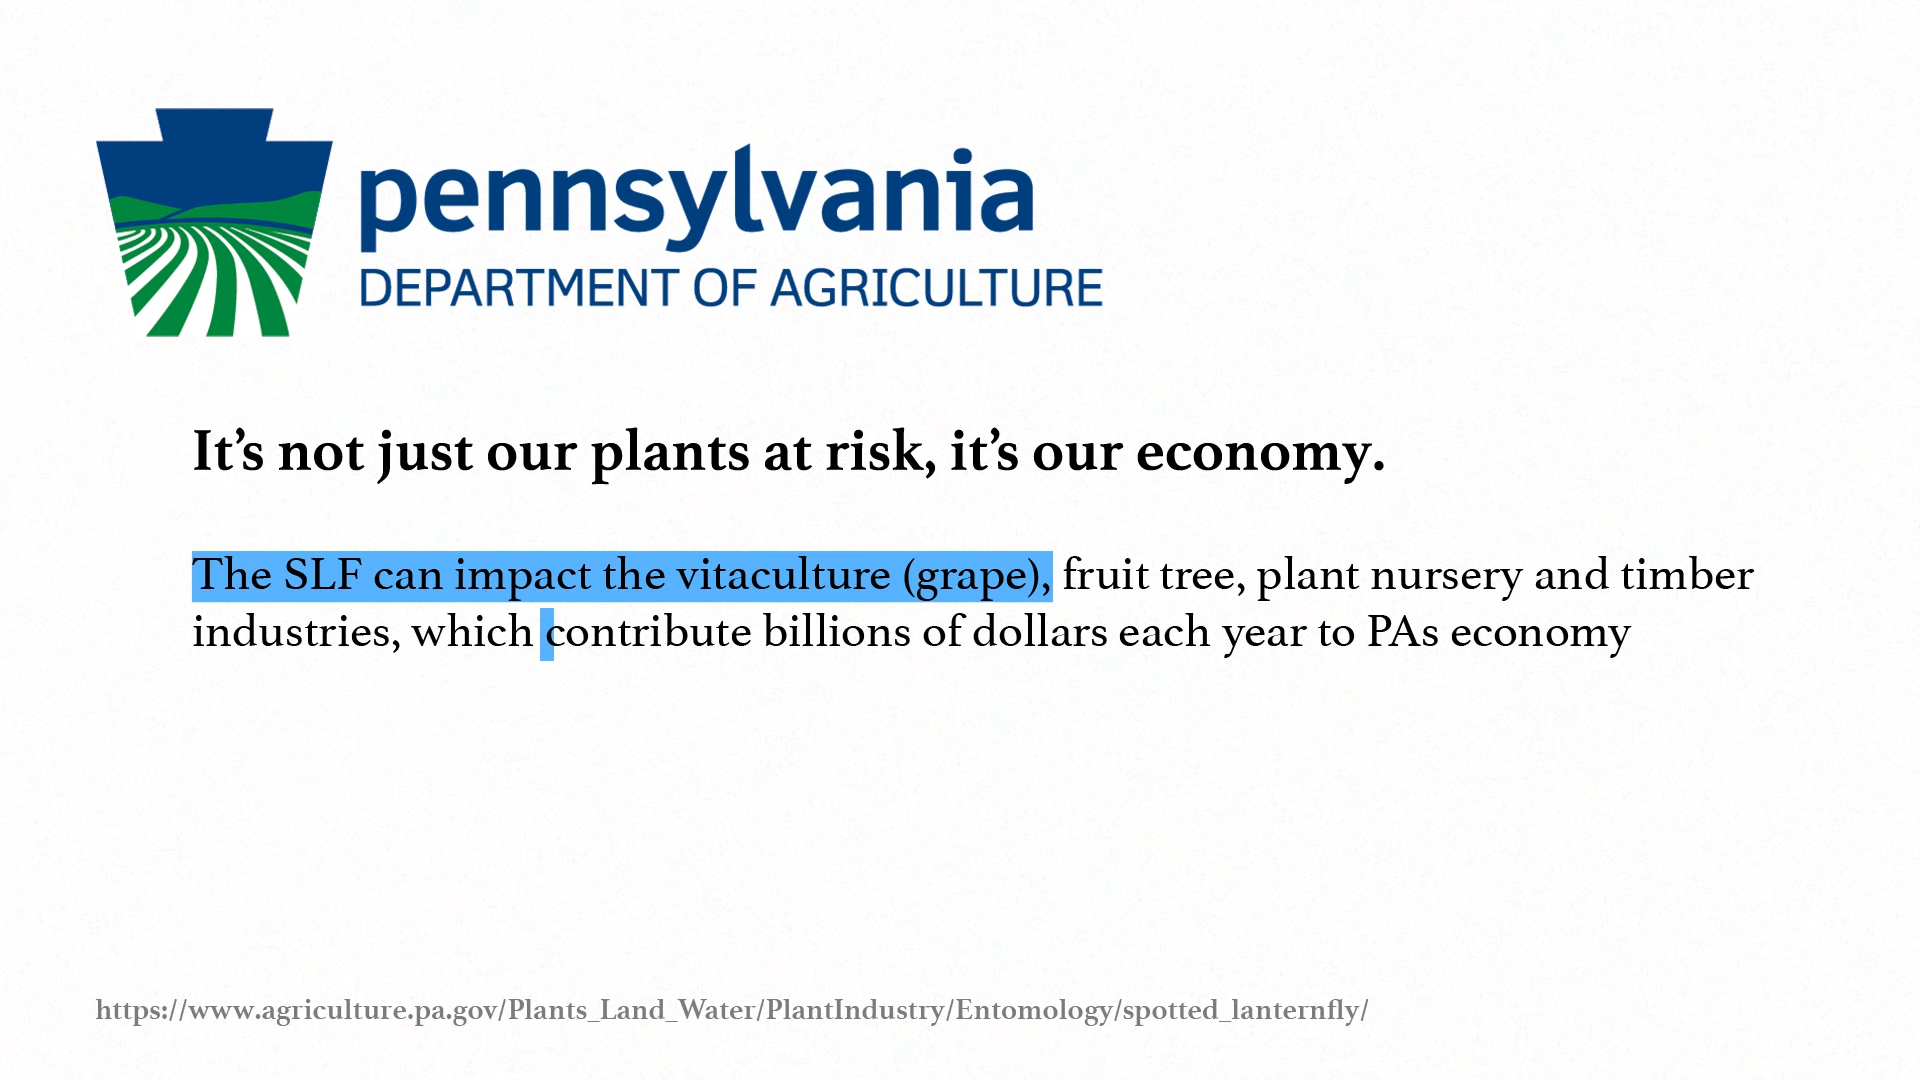 pennsylvania
DEPARTMENT OF AGRICULTURE
It’s not just our plants at risk, it’s our economy.
The SLF can impact the vitaculture (grape), fruit tree, plant nursery and timber
industries, which contribute billions of dollars each year to PAs economy
https://www.agriculture.pa.gov/Plants_Land_Water/PlantIndustry/Entomology/spotted_lanternfly/